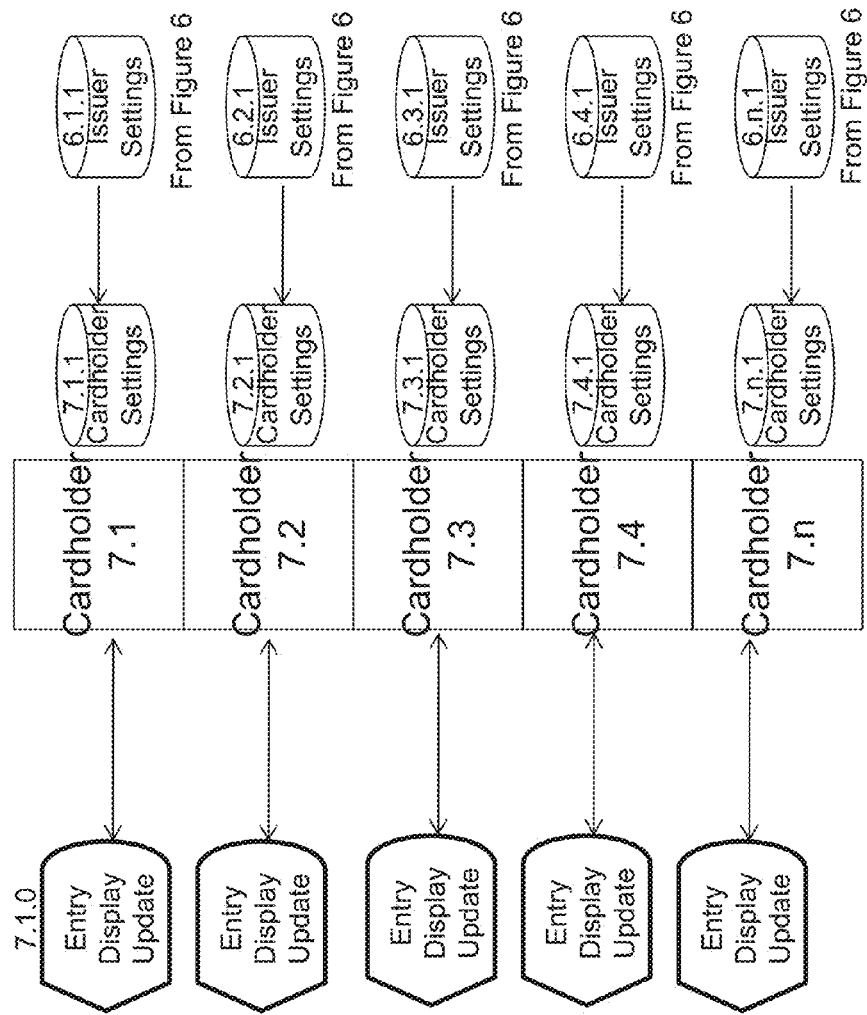 7.1.0
Entry
Display
Update
Cardholder
7.1
7.1.1
Cardholder
Settings
6.1.1
Issuer
Settings
From Figure 6
Entry
Display
Update
Cardholder
7.2
7.2.1
Cardholder
Settings
6.2.1
Issuer
Settings
From Figure 6
Entry
Display
Update
Cardholder
7.3
7.3.1
Cardholder
Settings
6.3.1
Issuer
Settings
From Figure 6
Entry
Display
Update
Cardholder
7.4
7.4.1
Cardholder
Settings
6.4.1
Issuer
Settings
From Figure 6
Entry
Display
Update
Cardholder
7.n
7.n.1
Cardholder
Settings
6.n.1
Issuer
Settings
From Figure 6